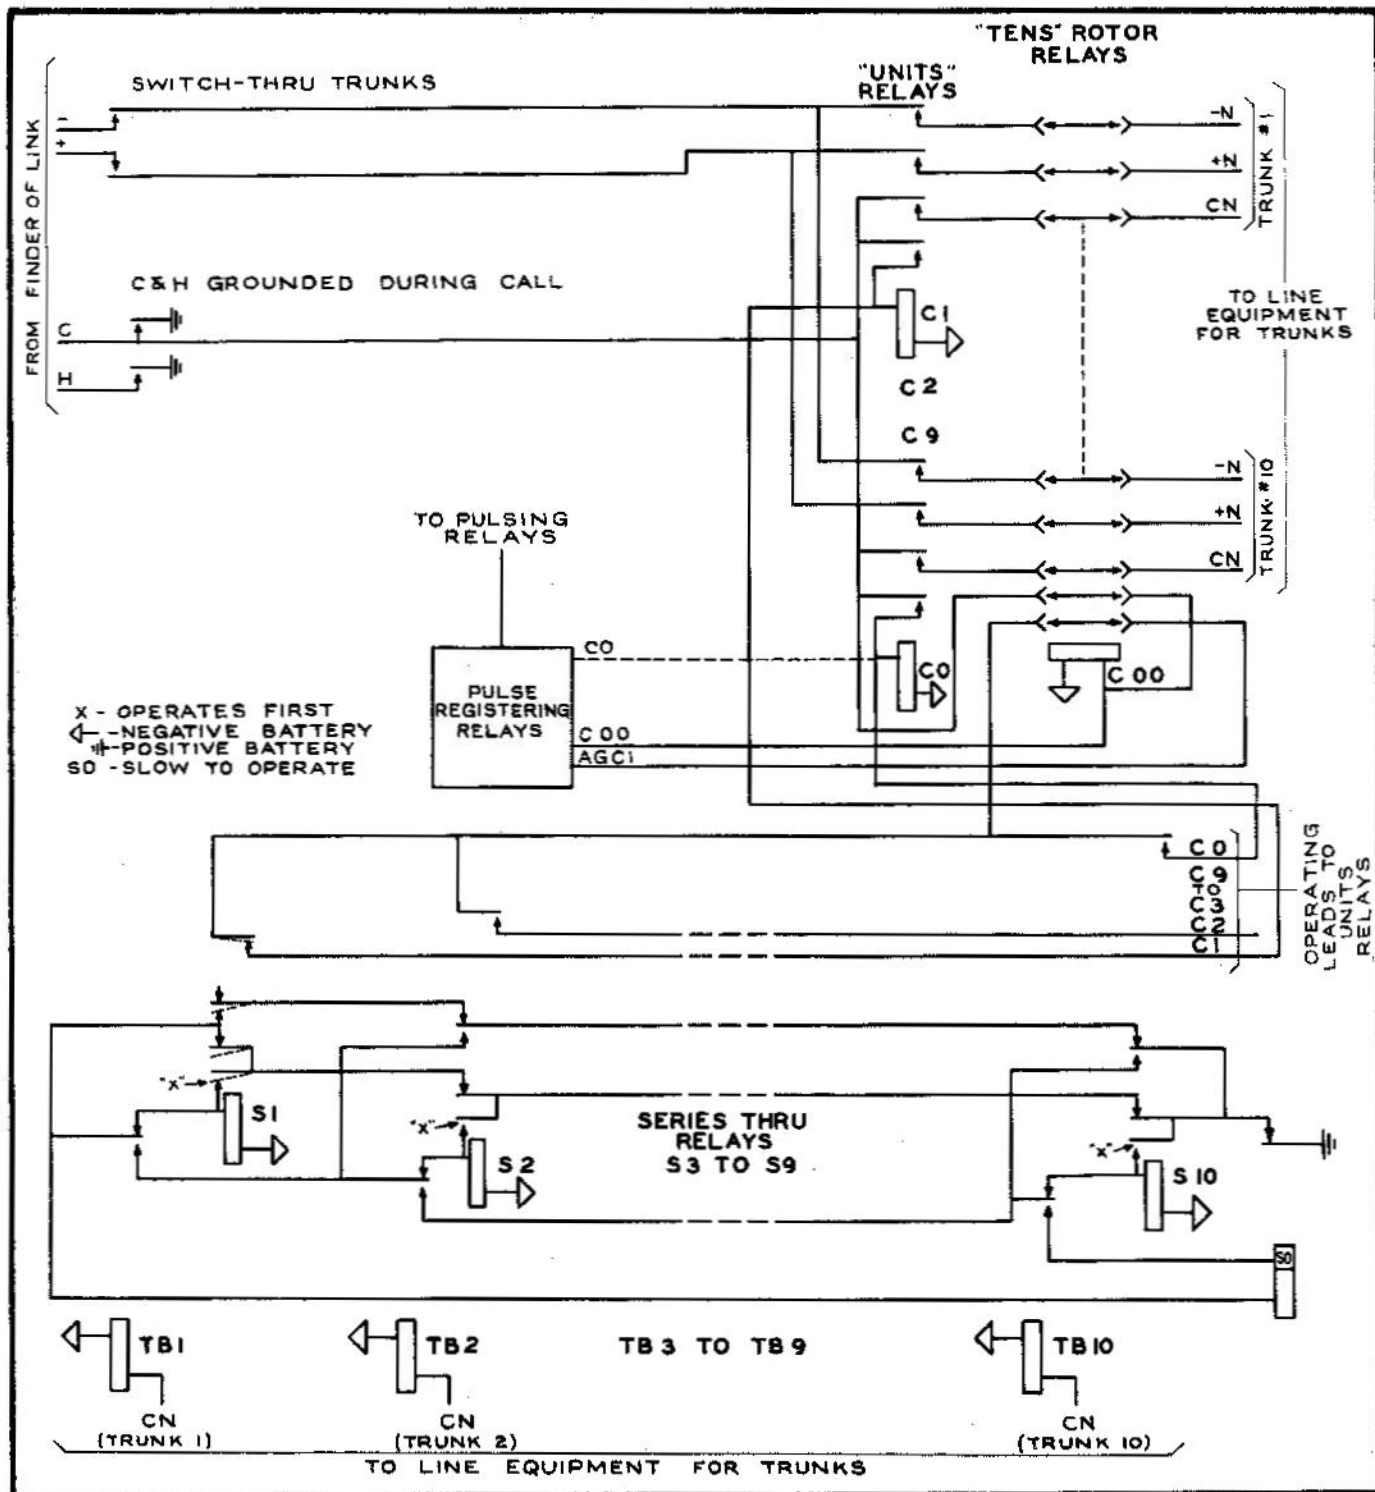 "TENS" ROTOR
RELAYS
SWITCH-THRU TRUNKS
"UNITS"
RELAYS
-
+
-N
+N
CN
TRUNK #1
FROM FINDER OF LINK
C & H GROUNDED DURING CALL
C
H
C1
C2
C9
TO LINE
EQUIPMENT
FOR TRUNKS
-N
+N
CN
TRUNK #10
TO PULSING
RELAYS
PULSE
REGISTERING
RELAYS
CO
COO
AGC1
CO
COO
X - OPERATES FIRST
-NEGATIVE BATTERY
-POSITIVE BATTERY
SO - SLOW TO OPERATE
CO
C9
TO
C3
C2
C1
OPERATING
LEADS TO
UNITS
RELAYS
"X"
S1
"X"
S2
SERIES THRU
RELAYS
S3 TO S9
"X"
S10
SO
TB1
TB2
TB3 TO TB9
TB10
CN
(TRUNK 1)
CN
(TRUNK 2)
CN
(TRUNK 10)
TO LINE EQUIPMENT FOR TRUNKS